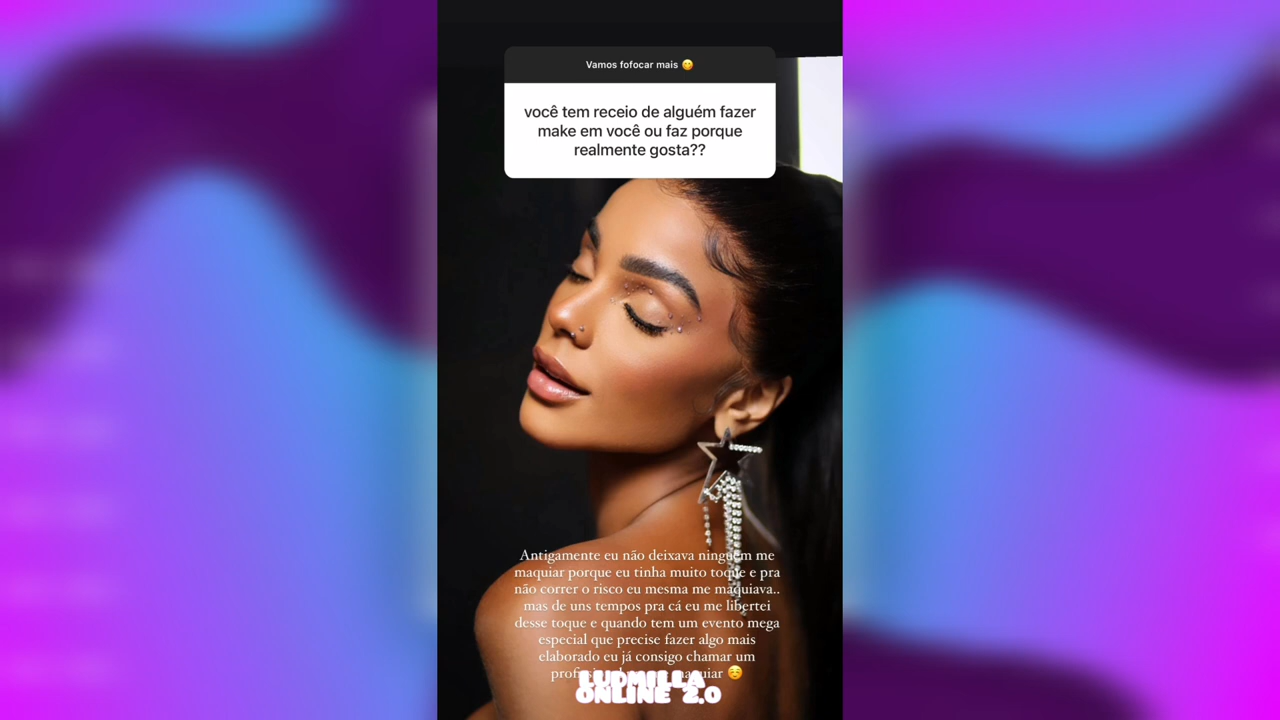 Vamos fofocar mais 😋
você tem receio de alguém fazer
make em você ou faz porque
realmente gosta??
Antigamente eu não deixava ninguém me
maquiar porque eu tinha muito toque e pra
não correr o risco eu mesma me maquiava..
mas de uns tempos pra cá eu me libertei
desse toque e quando tem um evento mega
especial que precise fazer algo mais
elaborado eu já consigo chamar um
maquiar ☺️
LUDMILLA
ONLINE 2.0